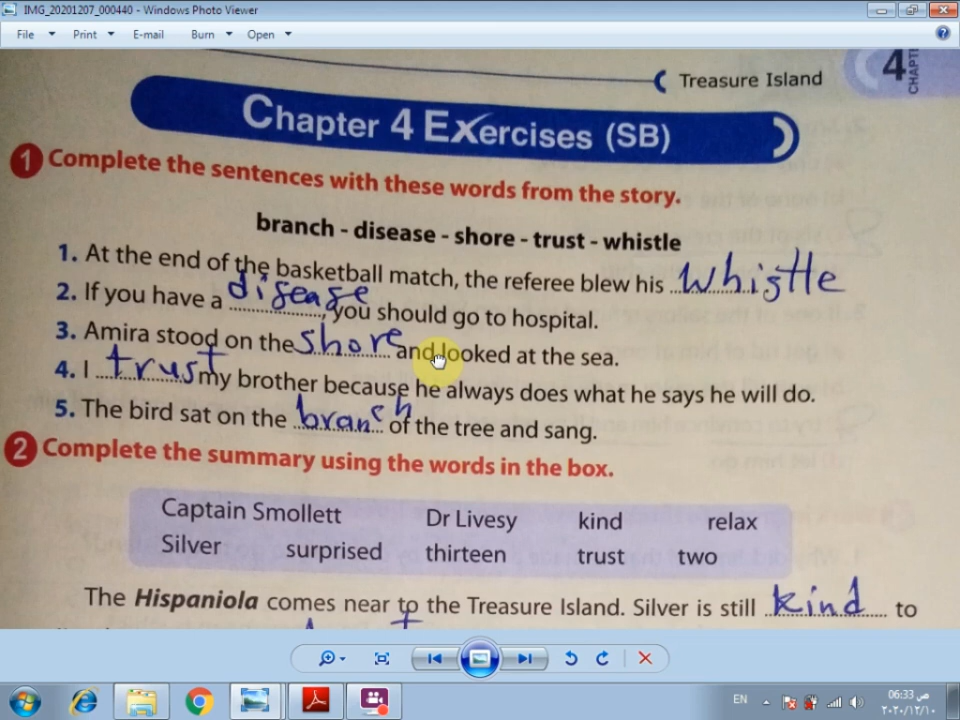 IMG_20201207_000440 - Windows Photo Viewer
File Print E-mail Burn Open
Treasure Island
4
CHAPT
Chapter 4 Exercises (SB)
1 Complete the sentences with these words from the story.
branch - disease - shore - trust - whistle
1. At the end of the basketball match, the referee blew his whistle
2. If you have a disease, you should go to hospital.
3. Amira stood on the shore and looked at the sea.
4. I trust my brother because he always does what he says he will do.
5. The bird sat on the branch of the tree and sang.
2 Complete the summary using the words in the box.
Captain Smollett Dr Livesy kind relax
Silver surprised thirteen trust two
The Hispaniola comes near to the Treasure Island. Silver is still kind to
EN 06:33 ص
٢٠٢٠/١٢/١٠